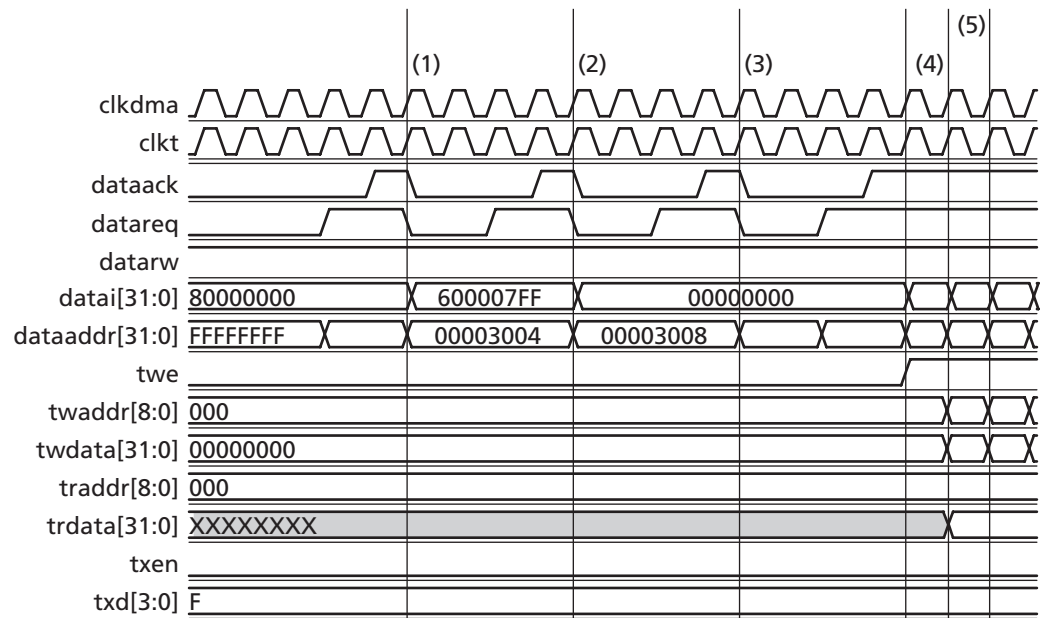 (5)
(1) (2) (3) (4)
clkdma
clkt
dataack
datareq
datarw
datai[31:0] 80000000 600007FF 00000000
dataaddr[31:0] FFFFFFFF 00003004 00003008
twe
twaddr[8:0] 000
twdata[31:0] 00000000
traddr[8:0] 000
trdata[31:0] XXXXXXXX
txen
txd[3:0] F